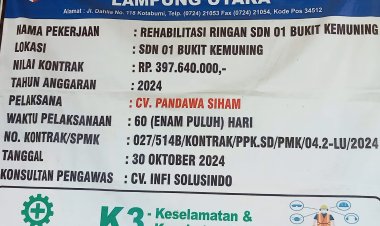 LAMPUNG UTARA
Alamat : Jl. Dahlia No. 118 Kotabumi, Telp. (0724) 21053 Fax (0724) 21054, Kode Pos 34512
NAMA PEKERJAAN : REHABILITASI RINGAN SDN 01 BUKIT KEMUNING
LOKASI : SDN 01 BUKIT KEMUNING
NILAI KONTRAK : RP. 397.640.000,-
TAHUN ANGGARAN : 2024
PELAKSANA : CV. PANDAWA SIHAM
WAKTU PELAKSANAAN : 60 (ENAM PULUH) HARI
NO. KONTRAK/SPMK : 027/514B/KONTRAK/PPK.SD/PMK/04.2-LU/2024
TANGGAL : 30 OKTOBER 2024
KONSULTAN PENGAWAS : CV. INFI SOLUSINDO
K3 - Keselamatan &